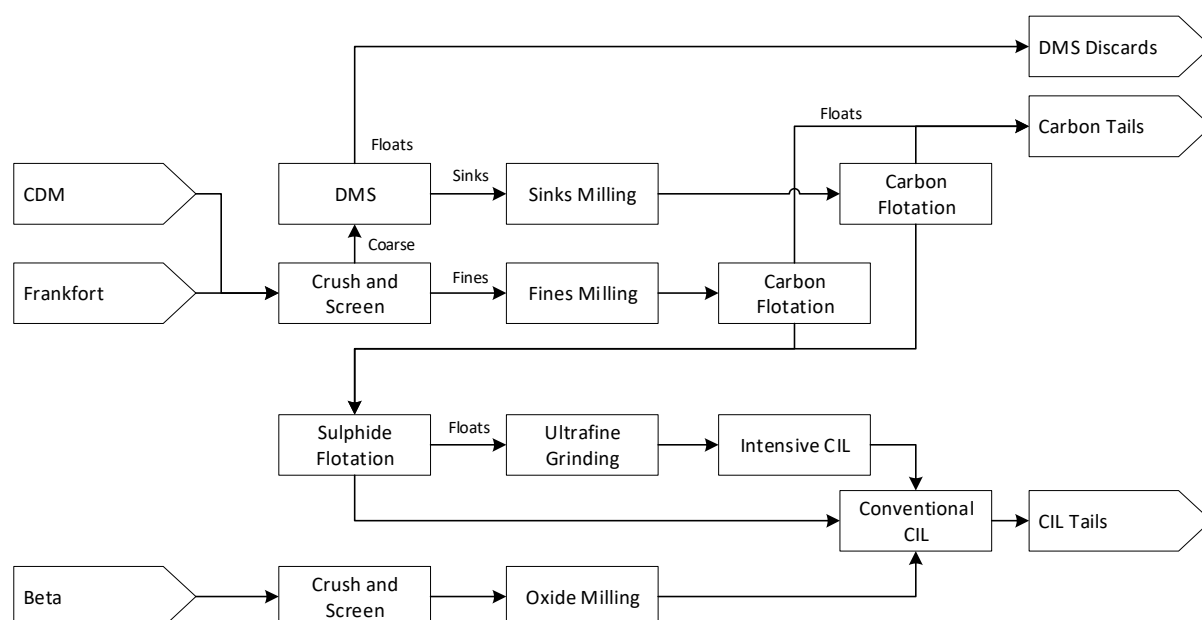 DMS Discards
Floats
Carbon Tails
Floats
CDM
DMS
Sinks
Sinks Milling
Carbon
Flotation
Coarse
Frankfort
Crush and
Screen
Fines
Fines Milling
Carbon
Flotation
Sulphide
Flotation
Floats
Ultrafine
Grinding
Intensive CIL
Conventional
CIL
CIL Tails
Beta
Crush and
Screen
Oxide Milling